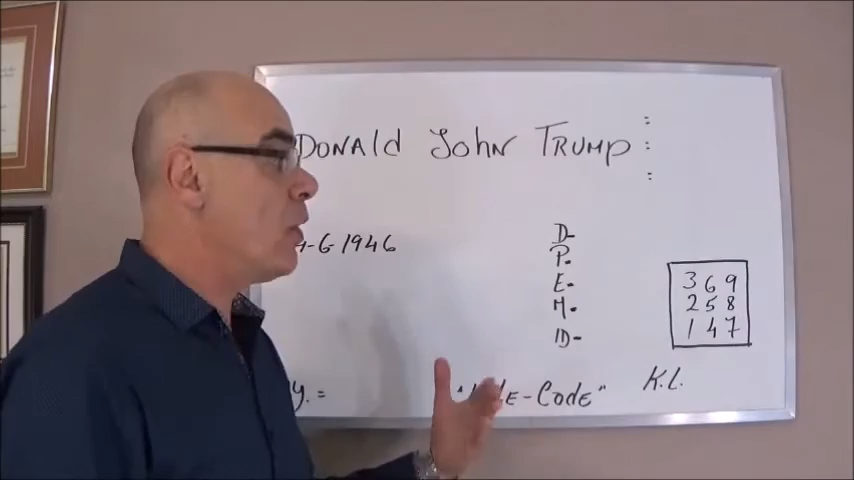 Donald John Trump :
-6-1946
D-
P.
E-
M.
ID-
3 6 9
2 5 8
1 4 7
y. =
-Code"
K.L.